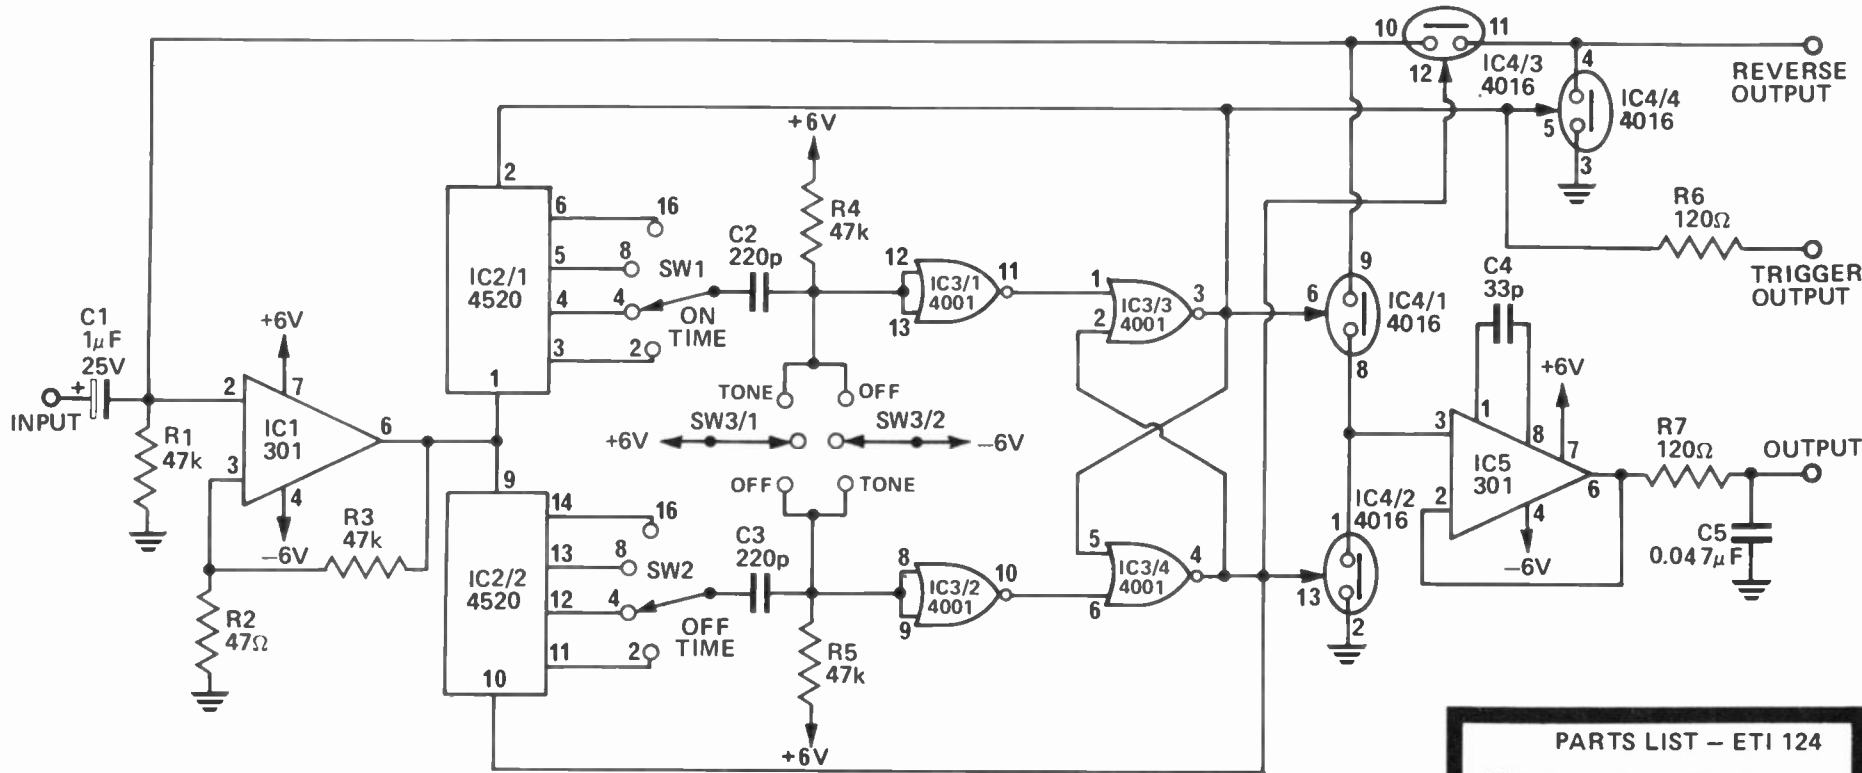 10
11
IC4/3
4016
12
REVERSE
OUTPUT
4
IC4/4
4016
5
3
+6V
2
R4
47k
R6
120Ω
TRIGGER
OUTPUT
IC2/1
4520
6
16
5
8
SW1
4
4
ON
TIME
3
2
1
C2
220p
12
IC3/1
4001
11
13
1
IC3/3
4001
3
2
9
6
IC4/1
4016
8
C4
33p
C1
1μF
25V
+
INPUT
R1
47k
+6V
2
7
IC1
301
6
3
4
−6V
R3
47k
R2
47Ω
TONE
OFF
+6V
SW3/1
SW3/2
−6V
OFF
TONE
+6V
1
8
7
3
IC5
301
6
2
4
−6V
R7
120Ω
OUTPUT
C5
0.047μF
9
IC2/2
4520
14
16
13
8
SW2
12
4
OFF
TIME
11
2
10
C3
220p
R5
47k
+6V
8
IC3/2
4001
10
9
5
IC3/4
4001
4
6
IC4/2
4016
1
13
2
PARTS LIST – ETI 124